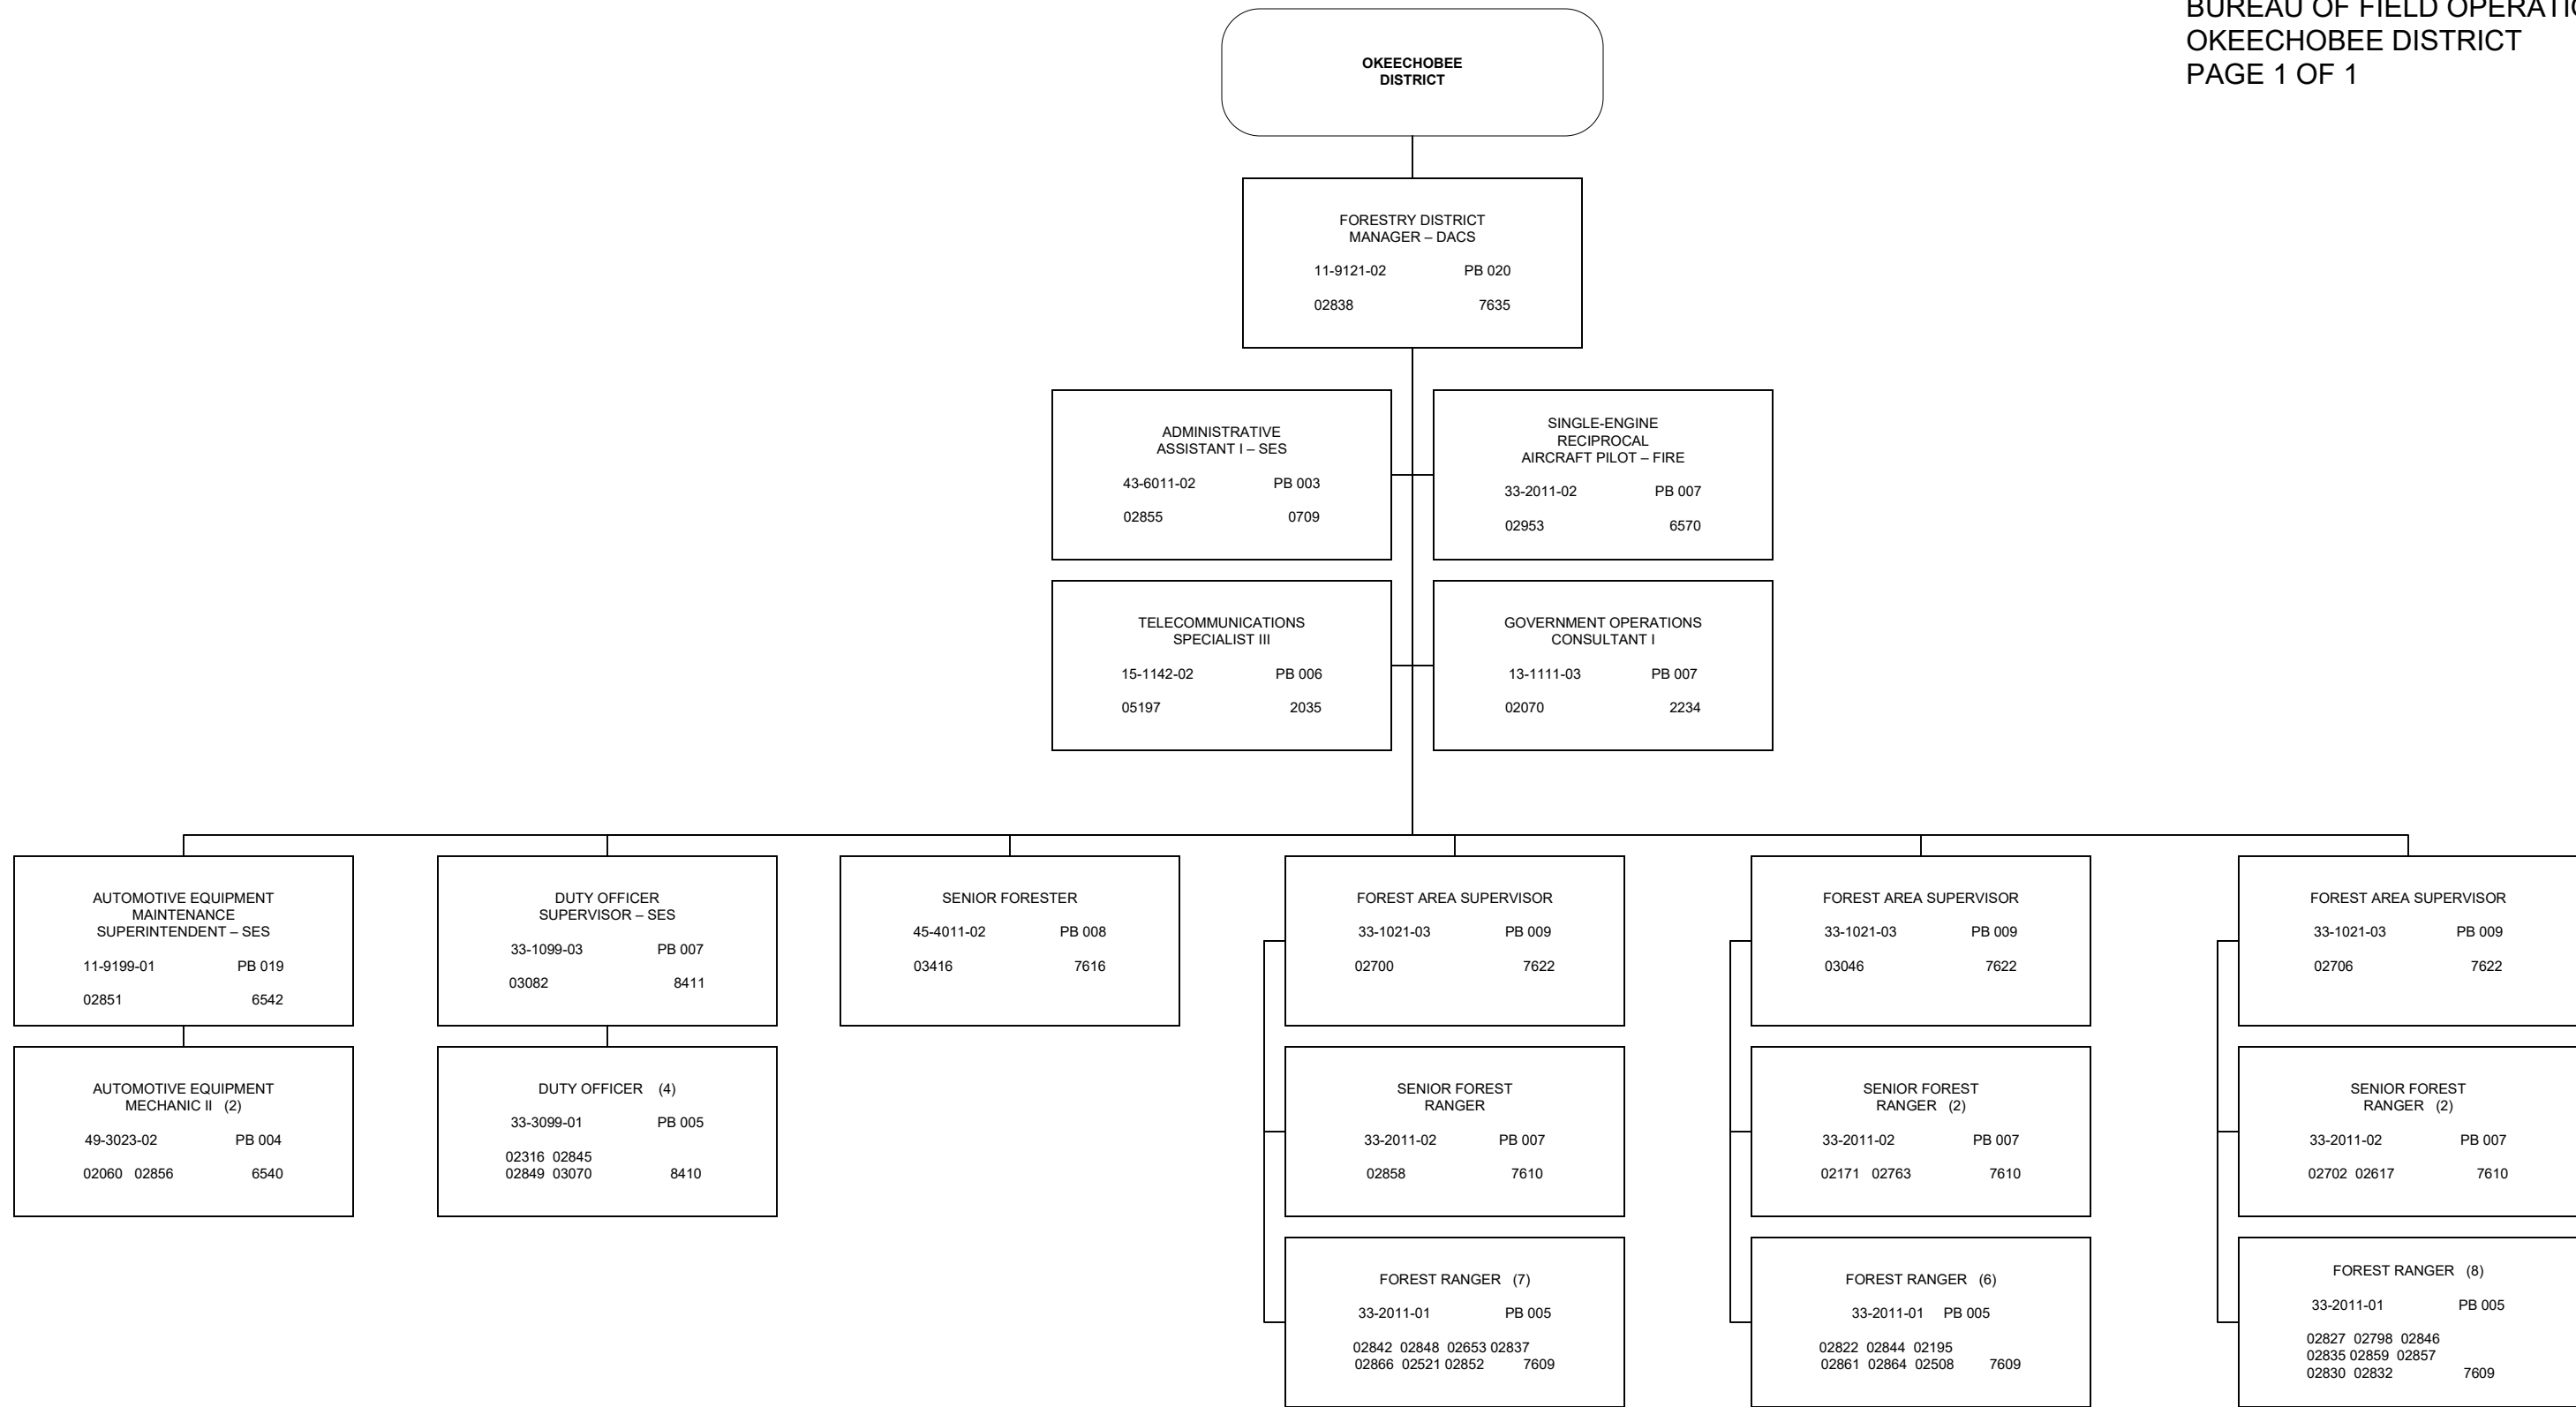 BUREAU OF FIELD
OKEECHOBEE DISTRICT
PAGE 1 OF 1
OKEECHOBEE
DISTRICT
FORESTRY DISTRICT
MANAGER – DACS
11-9121-02 PB 020
02838 7635
ADMINISTRATIVE
ASSISTANT I – SES
43-6011-02 PB 003
02855 0709
SINGLE-ENGINE
RECIPROCAL
AIRCRAFT PILOT – FIRE
33-2011-02 PB 007
02953 6570
TELECOMMUNICATIONS
SPECIALIST III
15-1142-02 PB 006
05197 2035
GOVERNMENT OPERATIONS
CONSULTANT I
13-1111-03 PB 007
02070 2234
AUTOMOTIVE EQUIPMENT
MAINTENANCE
SUPERINTENDENT – SES
11-9199-01 PB 019
02851 6542
AUTOMOTIVE EQUIPMENT
MECHANIC II (2)
49-3023-02 PB 004
02060 02856 6540
DUTY OFFICER
SUPERVISOR – SES
33-1099-03 PB 007
03082 8411
DUTY OFFICER (4)
33-3099-01 PB 005
02316 02845
02849 03070 8410
SENIOR FORESTER
45-4011-02 PB 008
03416 7616
FOREST AREA SUPERVISOR
33-1021-03 PB 009
02700 7622
SENIOR FOREST
RANGER
33-2011-02 PB 007
02858 7610
FOREST RANGER (7)
33-2011-01 PB 005
02842 02848 02653 02837
02866 02521 02852 7609
FOREST AREA SUPERVISOR
33-1021-03 PB 009
03046 7622
SENIOR FOREST
RANGER (2)
33-2011-02 PB 007
02171 02763 7610
FOREST RANGER (6)
33-2011-01 PB 005
02822 02844 02195
02861 02864 02508 7609
FOREST AREA SUPERVISOR
33-1021-03 PB 009
02706 7622
SENIOR FOREST
RANGER (2)
33-2011-02 PB 007
02702 02617 7610
FOREST RANGER (8)
33-2011-01 PB 005
02827 02798 02846
02835 02859 02857
02830 02832 7609